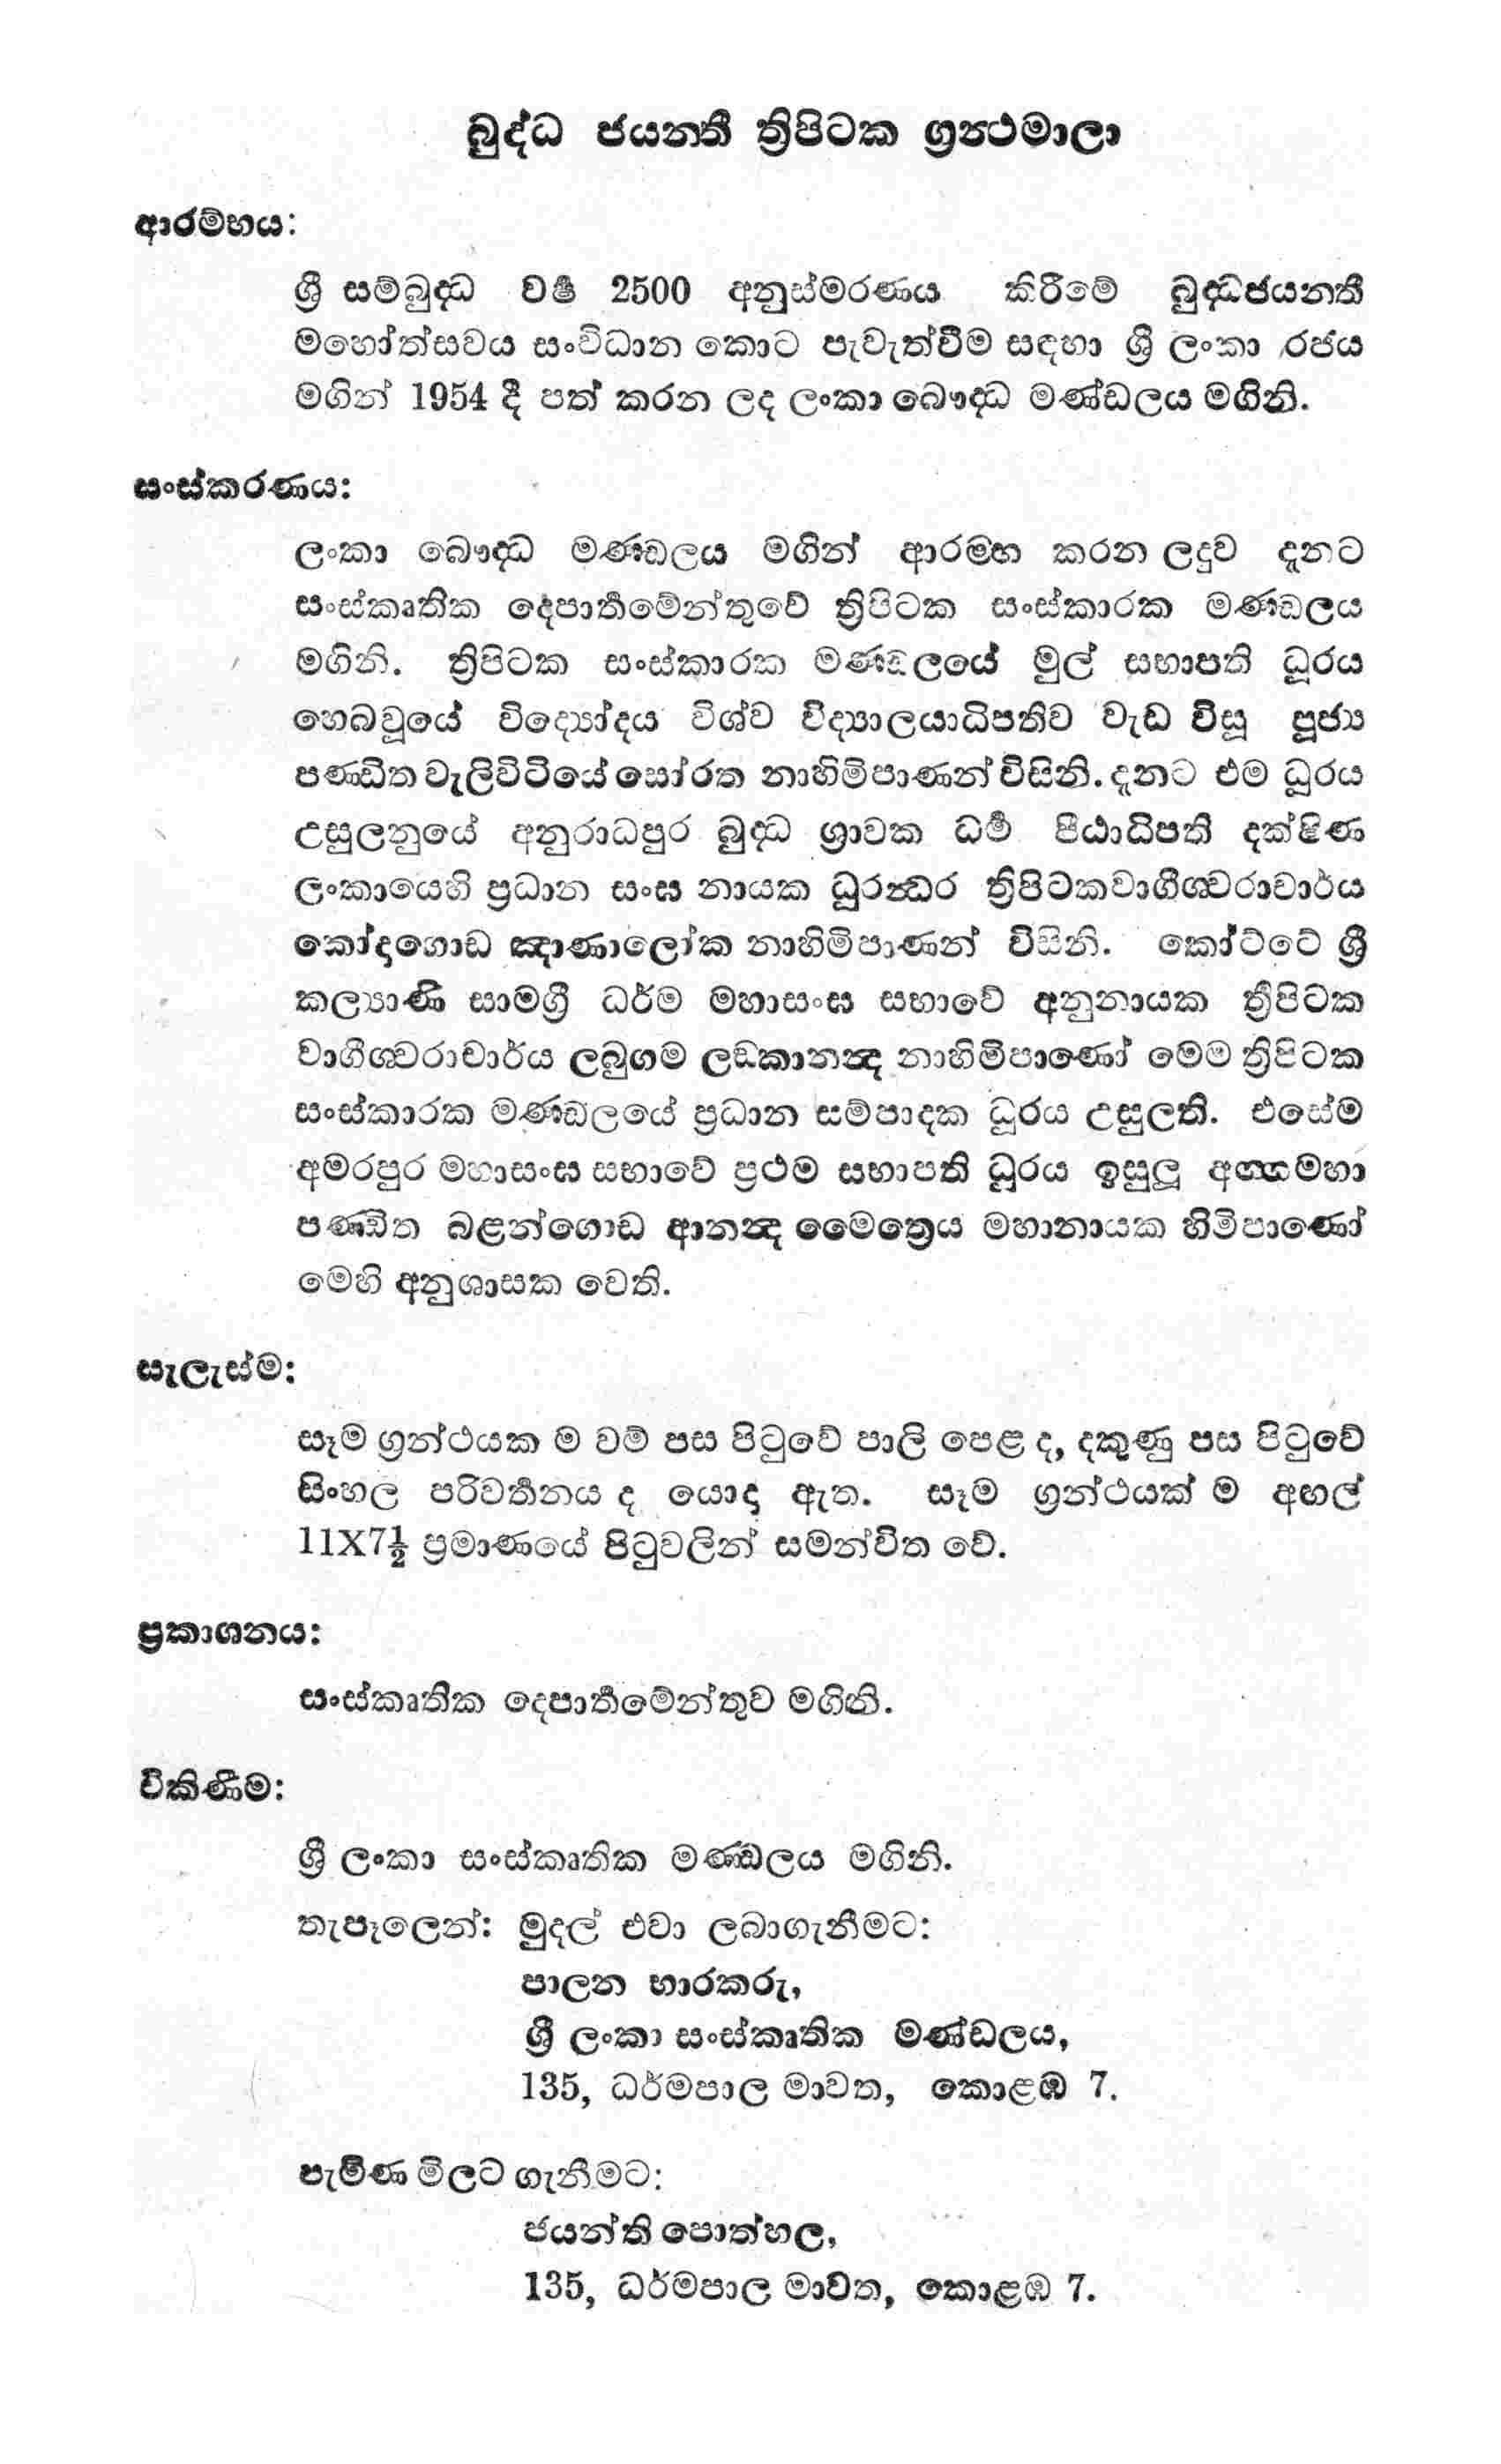 බුද්ධ ජයන්තී ත්‍රිපිටක ග්‍රන්‍ථමාලා
ආරම්භය:
ශ්‍රී සම්බුද්‍ධ වර්‍ෂ 2500 අනුස්මරණය කිරීමේ බුද්‍ධජයන්තී
මහෝත්සවය සංවිධාන කොට පැවැත්වීම සඳහා ශ්‍රී ලංකා රජය
මගින් 1954 දී පත් කරන ලද ලංකා බෞද්‍ධ මණ්ඩලය මගිනි.
සංස්කරණය:
ලංකා බෞද්‍ධ මණ්ඩලය මගින් ආරම්භ කරන ලදුව දැනට
සංස්කෘතික දෙපාර්‍තමේන්තුවේ ත්‍රිපිටක සංස්කාරක මණ්ඩලය
මගිනි. ත්‍රිපිටක සංස්කාරක මණ්ඩලයේ මුල් සභාපති ධූරය
හෙබවූයේ විද්‍යෝදය විශ්ව විද්‍යාලයාධිපතිව වැඩ විසූ පූජ්‍ය
පණ්ඩිත වැලිවිටියේ සෝරත නාහිමිපාණන් විසිනි. දැනට එම ධූරය
උසුලනුයේ අනුරාධපුර බුද්‍ධ ශ්‍රාවක ධර්‍ම පීඨාධිපති දක්ෂිණ
ලංකායෙහි ප්‍රධාන සංඝ නායක ධූරන්‍ධර ත්‍රිපිටකවාගීශ්වරාචාර්ය
කෝදාගොඩ ඤාණාලෝක නාහිමිපාණන් විසිනි. කෝට්ටේ ශ්‍රී
කල්‍යාණි සාමග්‍රී ධර්ම මහාසංඝ සභාවේ අනුනායක ත්‍රිපිටක
වාගීශ්වරාචාර්ය ලබුගම ලඞ්කානන්‍ද නාහිමිපාණෝ මෙම ත්‍රිපිටක
සංස්කාරක මණ්ඩලයේ ප්‍රධාන සම්පාදක ධූරය උසුලති. එසේම
අමරපුර මහාසංඝ සභාවේ ප්‍රථම සභාපති ධූරය ඉසුලූ අග්ගමහා
පණ්ඩිත බළන්ගොඩ ආනන්‍ද මෛත්‍රෙය මහානායක හිමිපාණෝ
මෙහි අනුශාසක වෙති.
සැලැස්ම:
සෑම ග්‍රන්ථයක ම වම් පස පිටුවේ පාලි පෙළ ද, දකුණු පස පිටුවේ
සිංහල පරිවර්‍තනය ද යොදා ඇත. සෑම ග්‍රන්ථයක් ම අඟල්
11X7½ ප්‍රමාණයේ පිටුවලින් සමන්විත වේ.
ප්‍රකාශනය:
සංස්කෘතික දෙපාර්‍තමේන්තුව මගිනි.
විකිණීම:
ශ්‍රී ලංකා සංස්කෘතික මණ්ඩලය මගිනි.
තැපෑලෙන්: මුදල් එවා ලබාගැනීමට:
පාලන භාරකරු,
ශ්‍රී ලංකා සංස්කෘතික මණ්ඩලය,
135, ධර්මපාල මාවත, කොළඹ 7.
පැමිණ මිලට ගැනීමට:
ජයන්ති පොත්හල,
135, ධර්මපාල මාවත, කොළඹ 7.